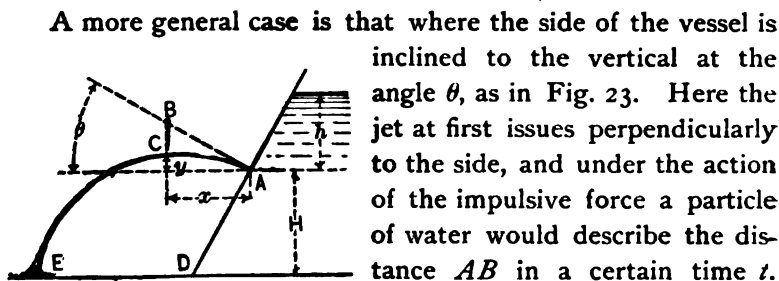 A more general case is that where the side of the vessel is
inclined to the vertical at the
angle θ, as in Fig. 23. Here the
jet at first issues perpendicularly
to the side, and under the action
of the impulsive force a particle
of water would describe the dis-
tance AB in a certain time t.
B
θ
C
h
y
A
x
H
E
D